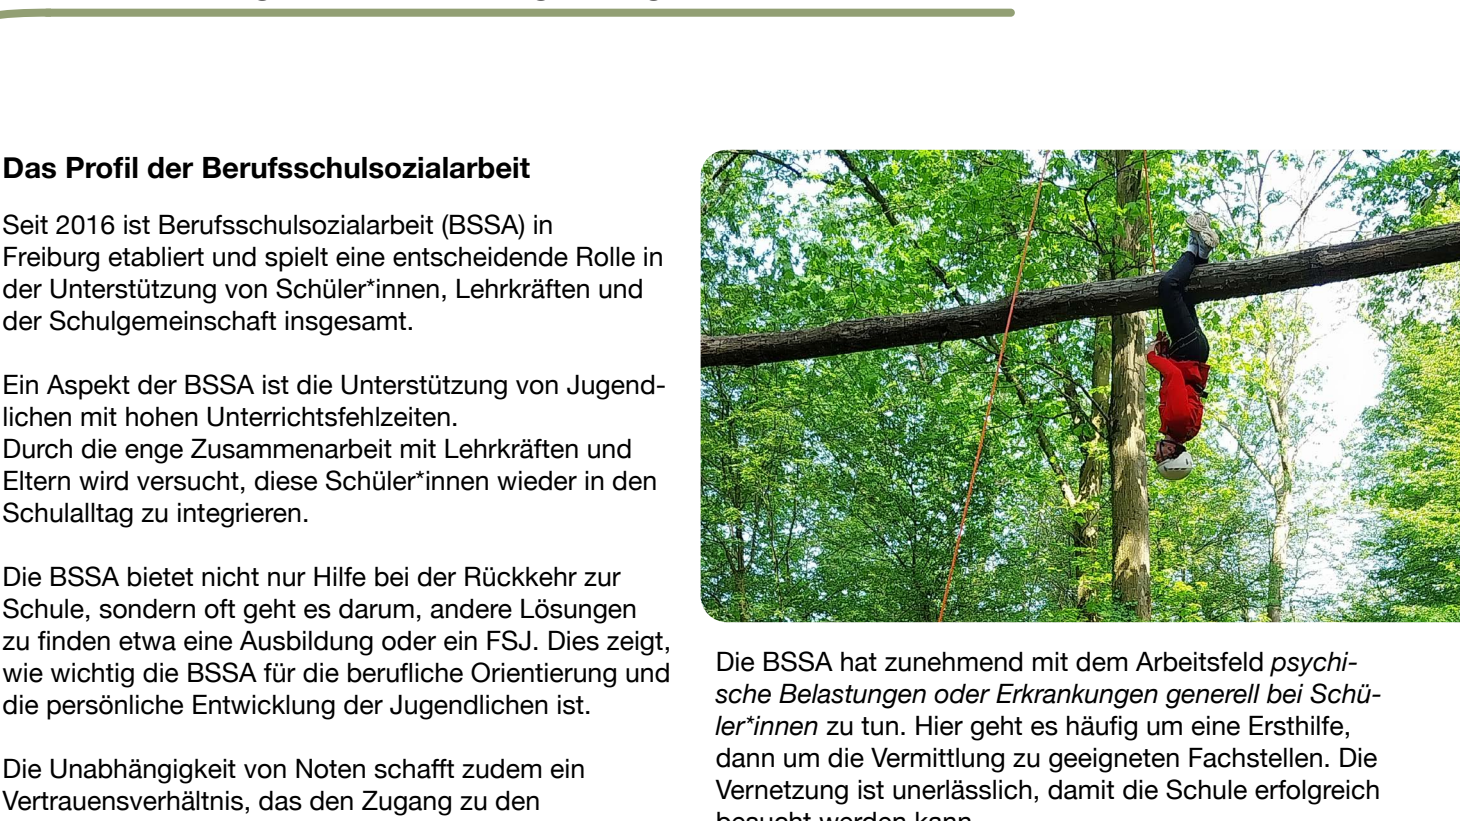 Das Profil der Berufsschulsozialarbeit
Seit 2016 ist Berufsschulsozialarbeit (BSSA) in
Freiburg etabliert und spielt eine entscheidende Rolle in
der Unterstützung von Schüler*innen, Lehrkräften und
der Schulgemeinschaft insgesamt.
Ein Aspekt der BSSA ist die Unterstützung von Jugend-
lichen mit hohen Unterrichtsfehlzeiten.
Durch die enge Zusammenarbeit mit Lehrkräften und
Eltern wird versucht, diese Schüler*innen wieder in den
Schulalltag zu integrieren.
Die BSSA bietet nicht nur Hilfe bei der Rückkehr zur
Schule, sondern oft geht es darum, andere Lösungen
zu finden etwa eine Ausbildung oder ein FSJ. Dies zeigt,
wie wichtig die BSSA für die berufliche Orientierung und
die persönliche Entwicklung der Jugendlichen ist.
Die Unabhängigkeit von Noten schafft zudem ein
Vertrauensverhältnis, das den Zugang zu den
Die BSSA hat zunehmend mit dem Arbeitsfeld psychi-
sche Belastungen oder Erkrankungen generell bei Schü-
ler*innen zu tun. Hier geht es häufig um eine Ersthilfe,
dann um die Vermittlung zu geeigneten Fachstellen. Die
Vernetzung ist unerlässlich, damit die Schule erfolgreich
besucht werden kann